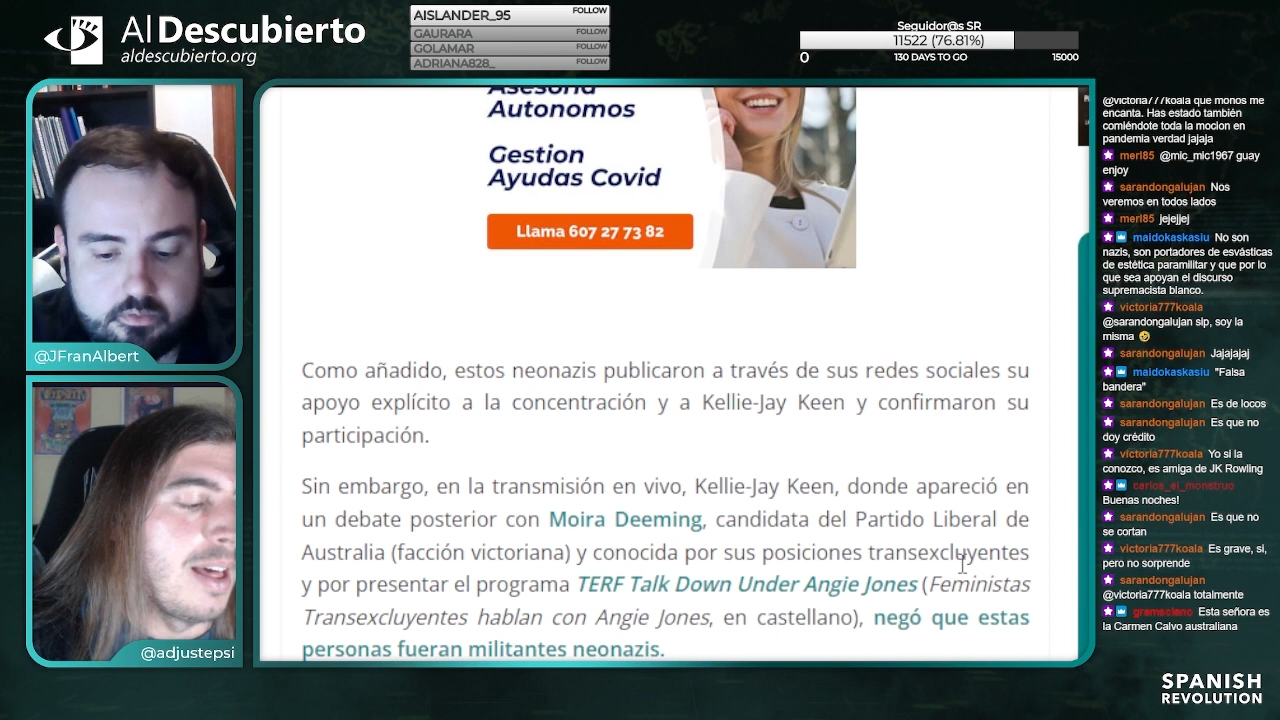 Al Descubierto
aldescubierto.org
AISLANDER_95 FOLLOW
GAURARA FOLLOW
GOLAMAR FOLLOW
ADRIANA828_ FOLLOW
Seguidor@s SR
11522 (76.81%)
0 130 DAYS TO GO 15000
@JFranAlbert
@adjustepsi
Asesoria
Autonomos
Gestion
Ayudas Covid
Llama 607 27 73 82
Como añadido, estos neonazis publicaron a través de sus redes sociales su
apoyo explícito a la concentración y a Kellie-Jay Keen y confirmaron su
participación.
Sin embargo, en la transmisión en vivo, Kellie-Jay Keen, donde apareció en
un debate posterior con Moira Deeming, candidata del Partido Liberal de
Australia (facción victoriana) y conocida por sus posiciones transexcluyentes
y por presentar el programa TERF Talk Down Under Angie Jones (Feministas
Transexcluyentes hablan con Angie Jones, en castellano), negó que estas
personas fueran militantes neonazis.
@victoria777koala que monos me
encanta. Has estado también
comiéndote toda la mocion en
pandemia verdad jajaja
merl85 @mic_mlc1967 guay
enjoy
sarandongalujan Nos
veremos en todos lados
merl85 jejejjej
maidokaskasiu No son
nazis, son portadores de esvásticas
de estética paramilitar y que por lo
que sea apoyan el discurso
supremacista blanco.
victoria777koala
@sarandongalujan sip, soy la
misma 🤣
sarandongalujan Jajajajaj
maidokaskasiu "Falsa
bandera"
sarandongalujan Es de locos
sarandongalujan Es que no
doy crédito
victoria777koala Yo si la
conozco, es amiga de JK Rowling
carlos_el_monstruo
Buenas noches!
sarandongalujan Es que no
se cortan
victoria777koala Es grave, si,
pero no sorprende
sarandongalujan
@victoria777koala totalmente
gramsciano Esta señora es
la Carmen Calvo australiana
SPANISH
REVOLUTION